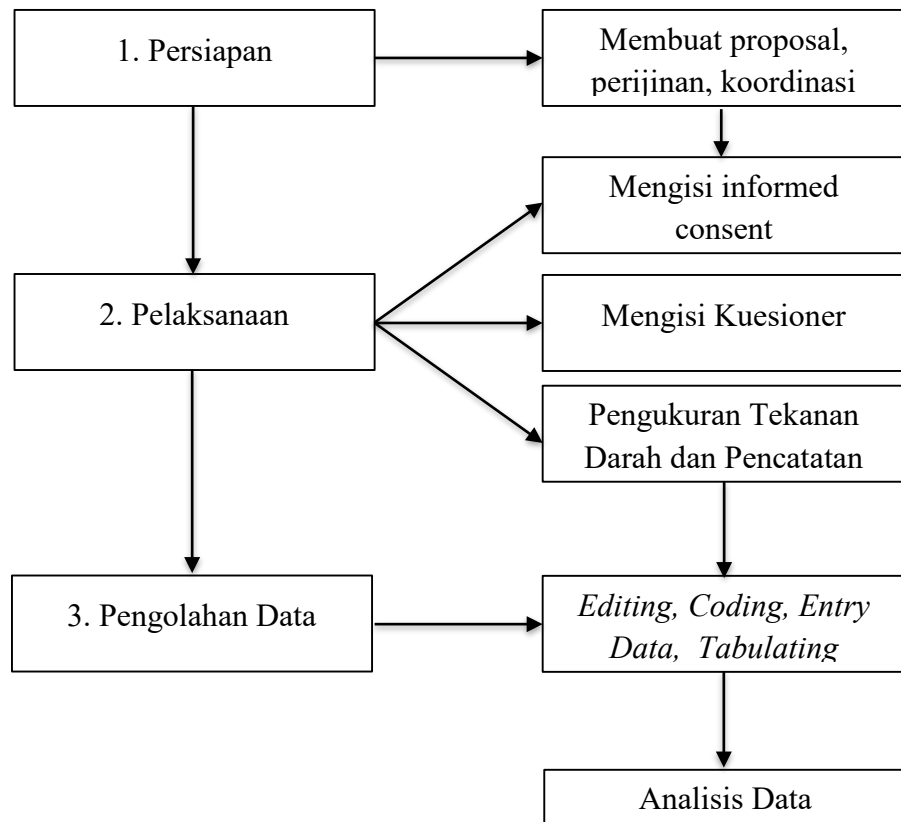 1. Persiapan
Membuat proposal,
perijinan, koordinasi
Mengisi informed
consent
2. Pelaksanaan
Mengisi Kuesioner
Pengukuran Tekanan
Darah dan Pencatatan
3. Pengolahan Data
Editing, Coding, Entry
Data, Tabulating
Analisis Data